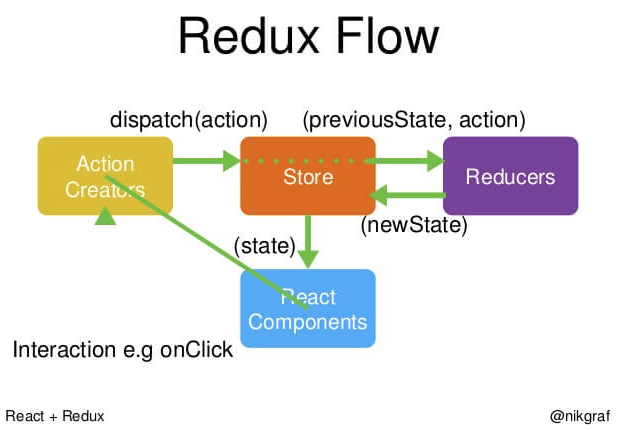 Redux Flow
dispatch(action)
(previousState, action)
Action
Creators
Store
Reducers
(newState)
(state)
React
Components
Interaction e.g onClick
React + Redux
@nikgraf